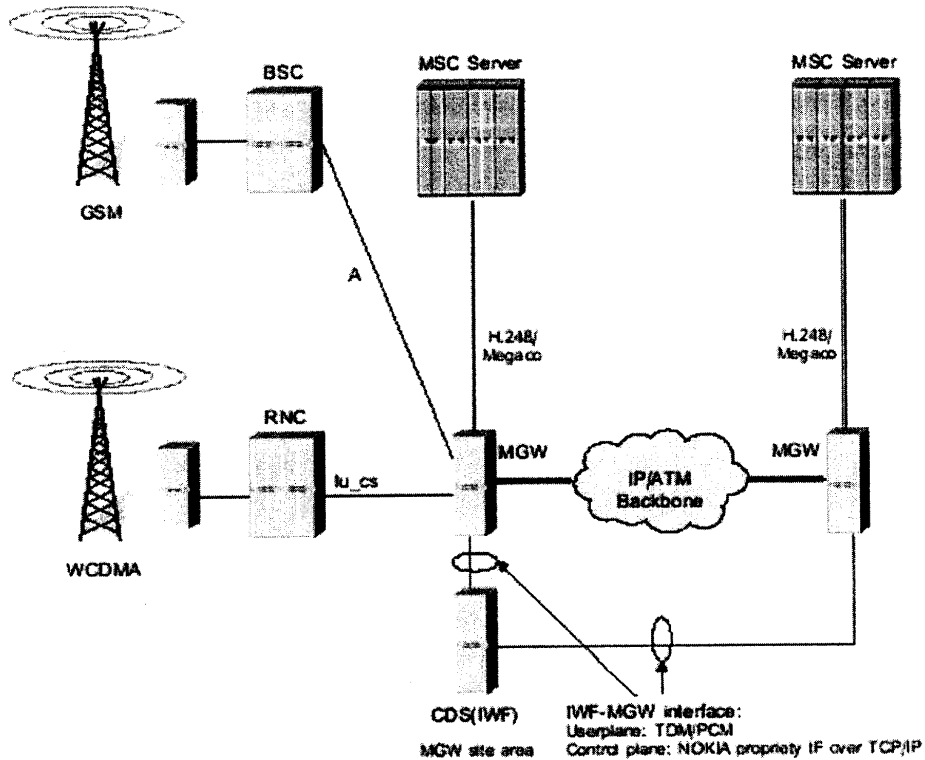 BSC
MSC Server
MSC Server
GSM
A
H.248/
Megaco
H.248/
Megaco
RNC
MGW
MGW
Iu_cs
IP/ATM
Backbone
WCDMA
CDS(IWF)
MGW site area
IWF-MGW interface:
Userplane: TDM/PCM
Control plane: NOKIA propriety IF over TCP/IP